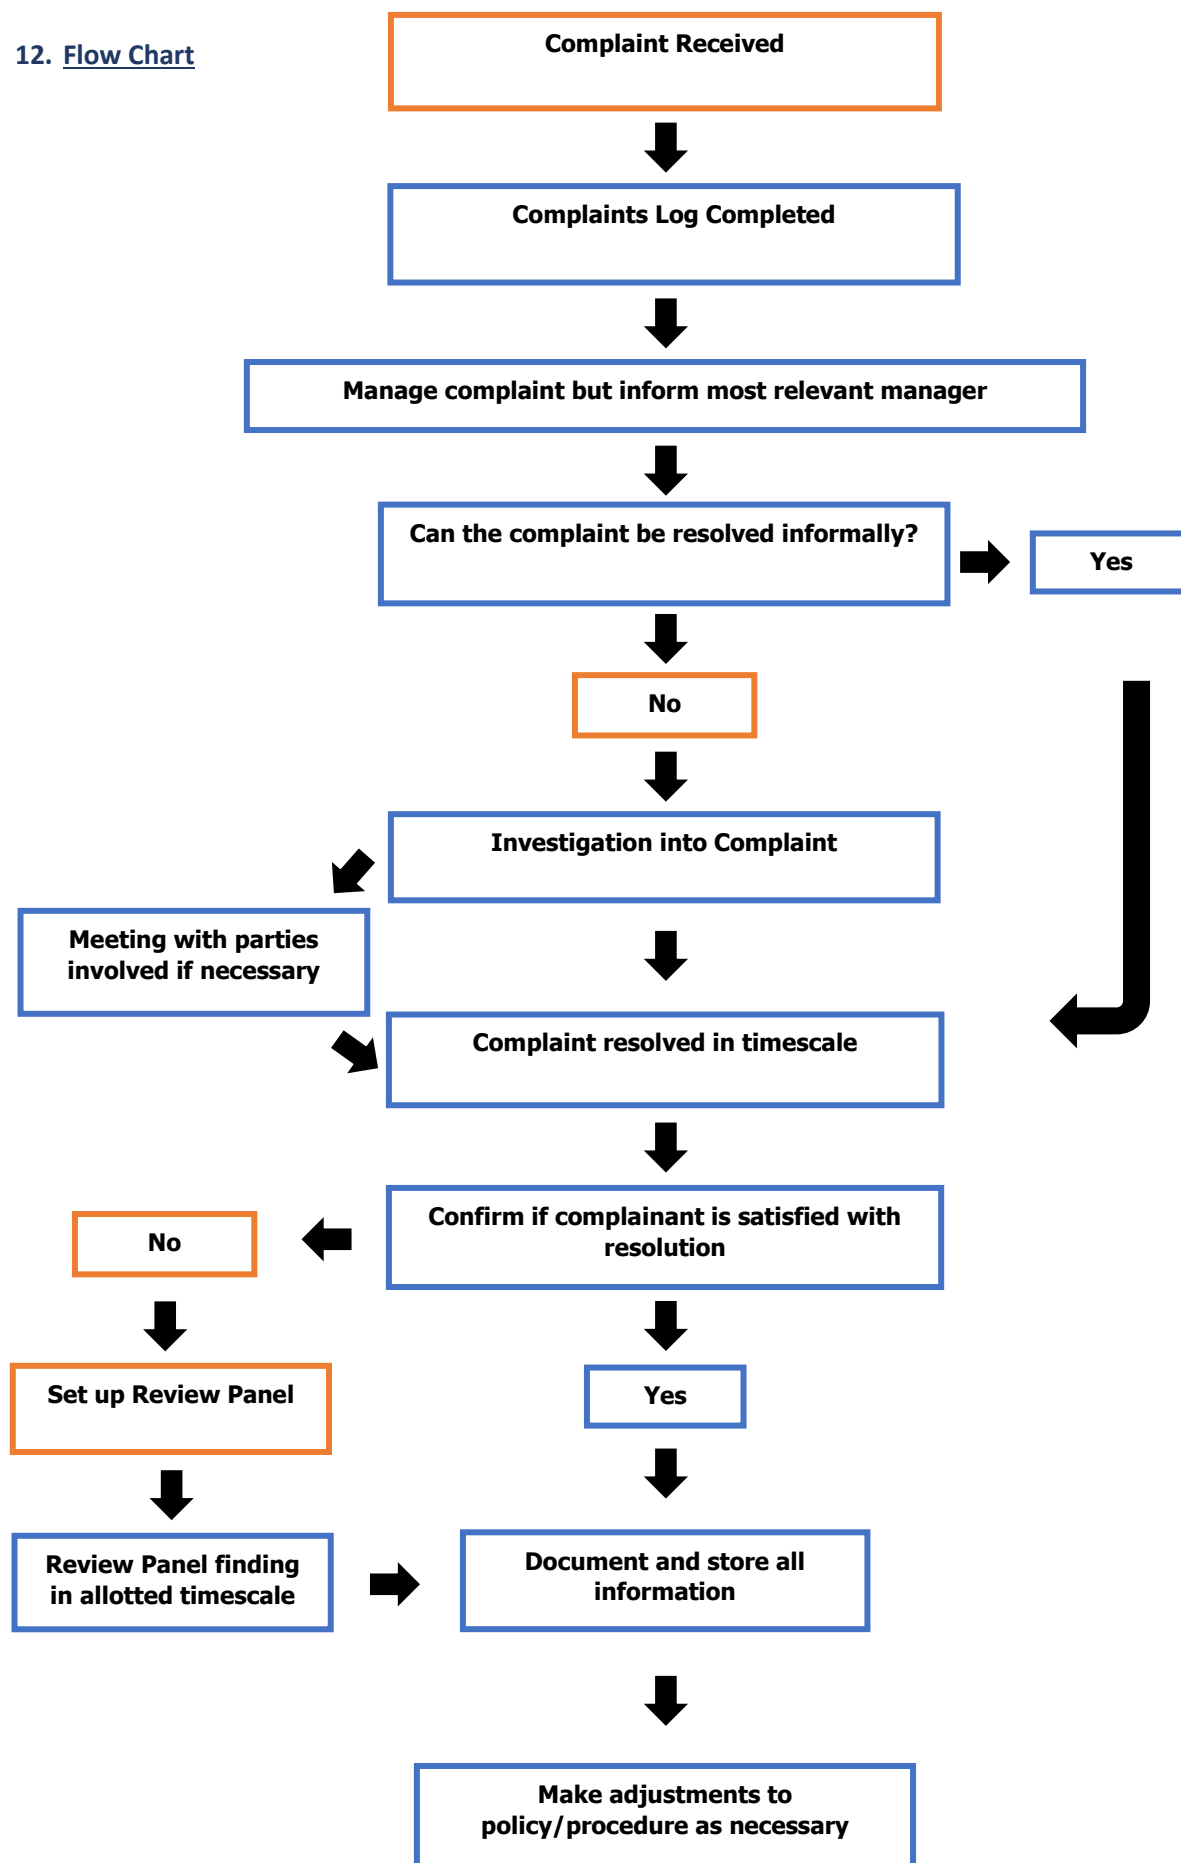 12. Flow Chart
Complaint Received
Complaints Log Completed
Manage complaint but inform most relevant manager
Can the complaint be resolved informally?
Yes
No
Investigation into Complaint
Meeting with parties
involved if necessary
Complaint resolved in timescale
Confirm if complainant is satisfied with
resolution
No
Set up Review Panel
Yes
Review Panel finding
in allotted timescale
Document and store all
information
Make adjustments to
policy/procedure as necessary